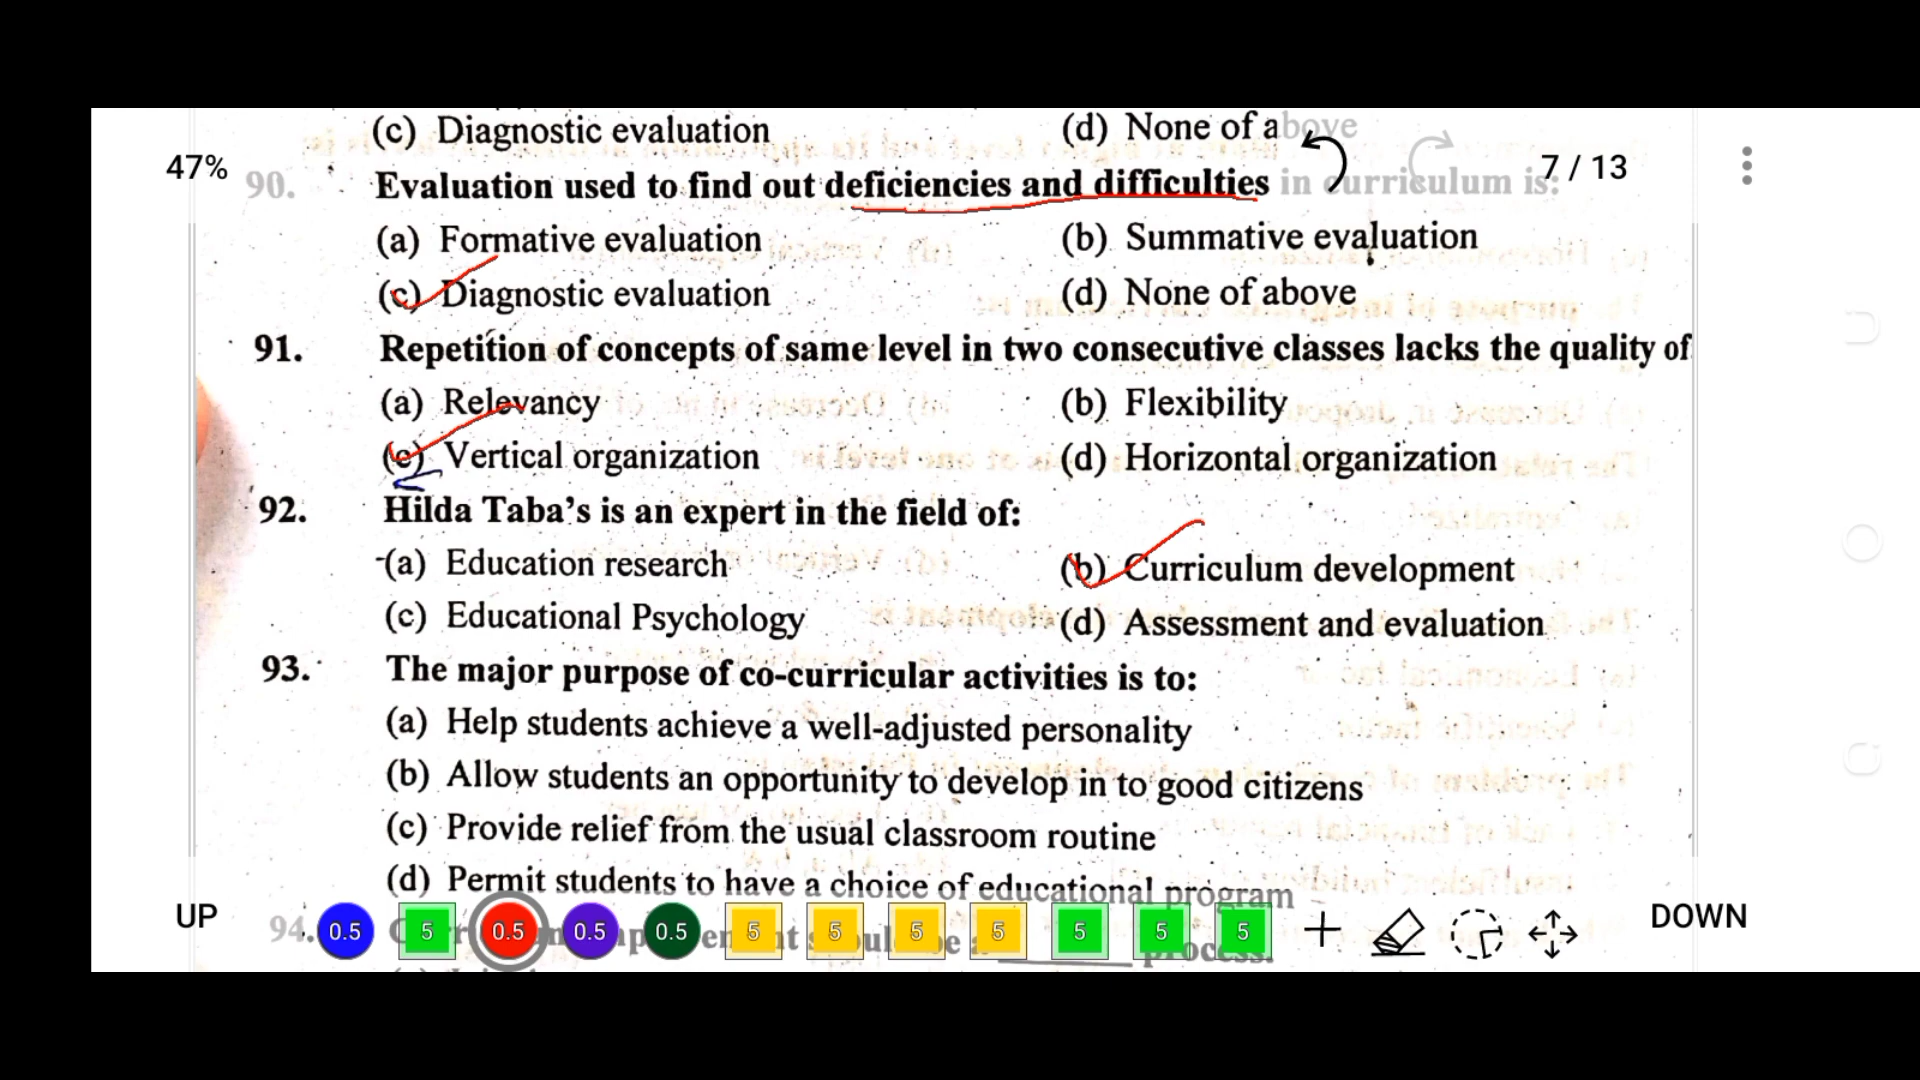 (c) Diagnostic evaluation (d) None of above
47% 7 / 13
90. Evaluation used to find out deficiencies and difficulties in curriculum is:
(a) Formative evaluation (b) Summative evaluation
(c) Diagnostic evaluation (d) None of above
91. Repetition of concepts of same level in two consecutive classes lacks the quality of
(a) Relevancy (b) Flexibility
(c) Vertical organization (d) Horizontal organization
92. Hilda Taba's is an expert in the field of:
(a) Education research (b) Curriculum development
(c) Educational Psychology (d) Assessment and evaluation
93. The major purpose of co-curricular activities is to:
(a) Help students achieve a well-adjusted personality
(b) Allow students an opportunity to develop in to good citizens
(c) Provide relief from the usual classroom routine
(d) Permit students to have a choice of educational program
UP DOWN
94. process.
0.5 5 0.5 0.5 0.5 5 5 5 5 5 5 5